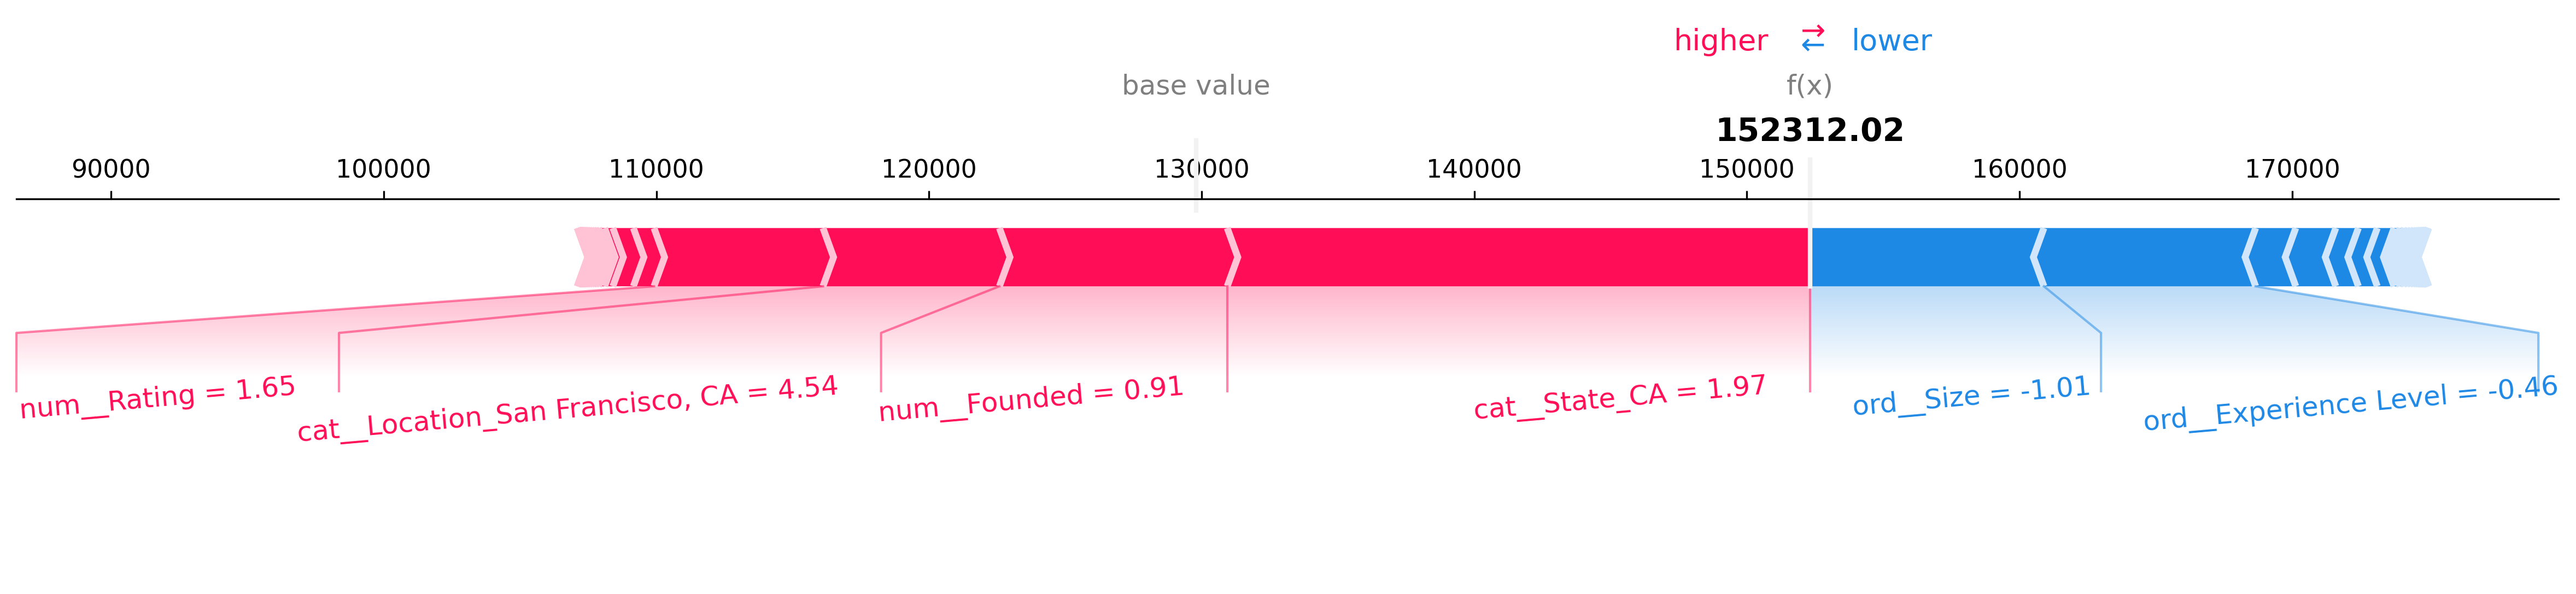 higher ⇄ lower
base value f(x)
152312.02
90000 100000 110000 120000 130000 140000 150000 160000 170000
num__Rating = 1.65
cat__Location_San Francisco, CA = 4.54
num__Founded = 0.91
cat__State_CA = 1.97
ord__Size = -1.01
ord__Experience Level = -0.46